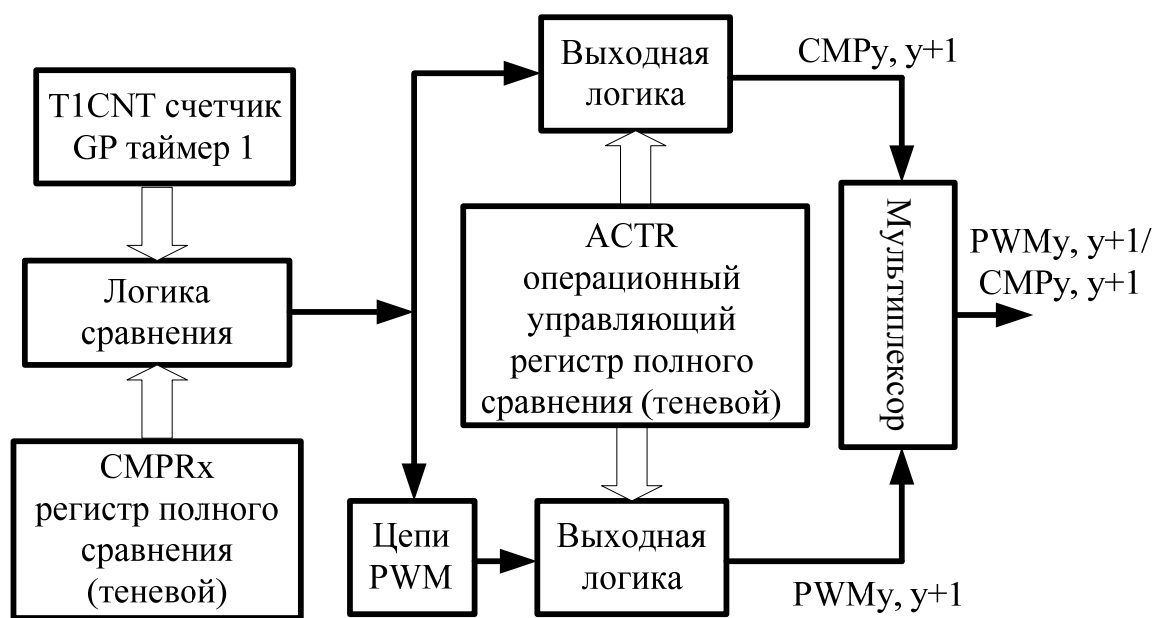 T1CNT счетчик
GP таймер 1
Логика
сравнения
CMPRx
регистр полного
сравнения
(теневой)
Выходная
логика
CMPy, y+1
ACTR
операционный
управляющий
регистр полного
сравнения (теневой)
Цепи
PWM
Выходная
логика
PWMy, y+1
Мультиплексор
PWMy, y+1/
CMPy, y+1